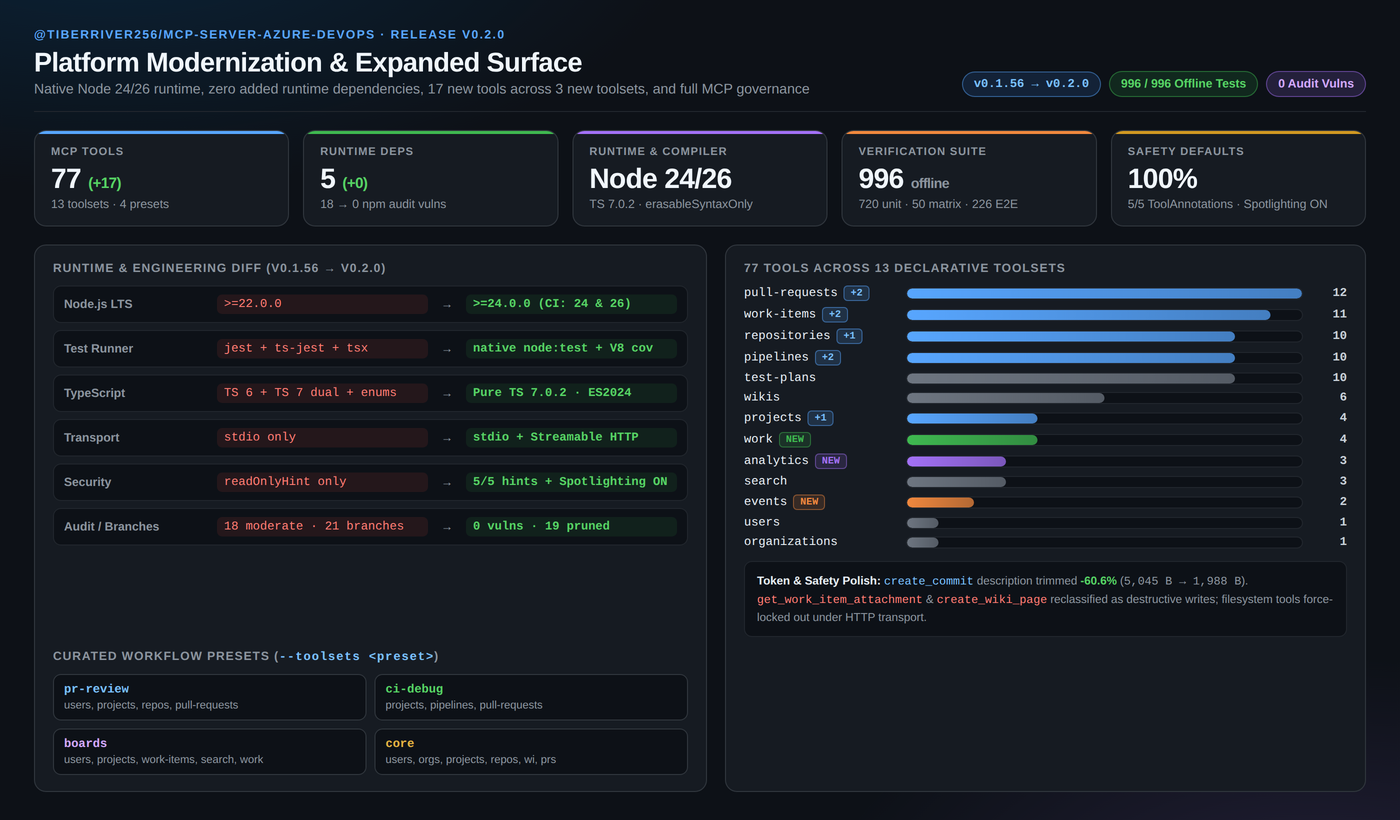 @TIBERRIVER256/MCP-SERVER-AZURE-DEVOPS · RELEASE V0.2.0
Platform Modernization & Expanded Surface
Native Node 24/26 runtime, zero added runtime dependencies, 17 new tools across 3 new toolsets, and full MCP governance
v0.1.56 → v0.2.0
996 / 996 Offline Tests
0 Audit Vulns
MCP TOOLS
77 (+17)
13 toolsets · 4 presets
RUNTIME DEPS
5 (+0)
18 → 0 npm audit vulns
RUNTIME & COMPILER
Node 24/26
TS 7.0.2 · erasableSyntaxOnly
VERIFICATION SUITE
996 offline
720 unit · 50 matrix · 226 E2E
SAFETY DEFAULTS
100%
5/5 ToolAnnotations · Spotlighting ON
RUNTIME & ENGINEERING DIFF (V0.1.56 → V0.2.0)
Node.js LTS >=22.0.0 → >=24.0.0 (CI: 24 & 26)
Test Runner jest + ts-jest + tsx → native node:test + V8 cov
TypeScript TS 6 + TS 7 dual + enums → Pure TS 7.0.2 · ES2024
Transport stdio only → stdio + Streamable HTTP
Security readOnlyHint only → 5/5 hints + Spotlighting ON
Audit / Branches 18 moderate · 21 branches → 0 vulns · 19 pruned
CURATED WORKFLOW PRESETS (--toolsets <preset>)
pr-review
users, projects, repos, pull-requests
ci-debug
projects, pipelines, pull-requests
boards
users, projects, work-items, search, work
core
users, orgs, projects, repos, wi, prs
77 TOOLS ACROSS 13 DECLARATIVE TOOLSETS
pull-requests +2 12
work-items +2 11
repositories +1 10
pipelines +2 10
test-plans 10
wikis 6
projects +1 4
work NEW 4
analytics NEW 3
search 3
events NEW 2
users 1
organizations 1
Token & Safety Polish: create_commit description trimmed -60.6% (5,045 B → 1,988 B).
get_work_item_attachment & create_wiki_page reclassified as destructive writes; filesystem tools force-
locked out under HTTP transport.